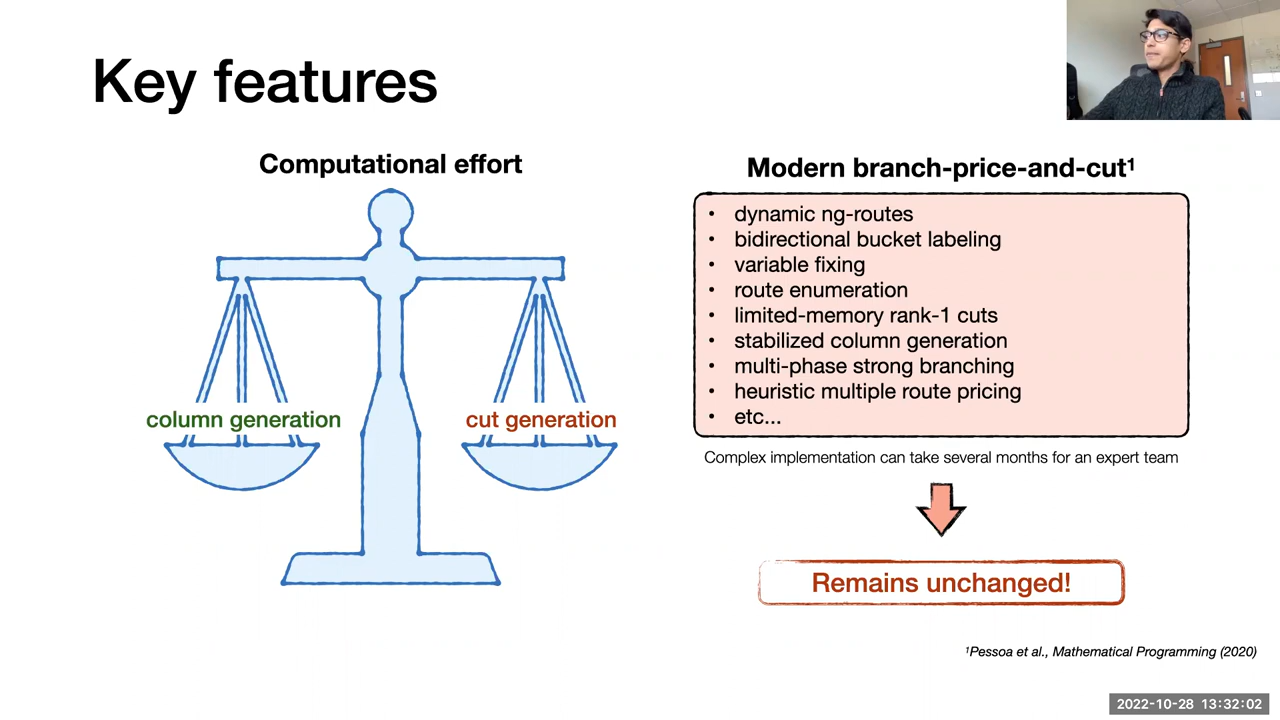 Key features
Computational effort
column generation
cut generation
Modern branch-price-and-cut¹
• dynamic ng-routes
• bidirectional bucket labeling
• variable fixing
• route enumeration
• limited-memory rank-1 cuts
• stabilized column generation
• multi-phase strong branching
• heuristic multiple route pricing
• etc...
Complex implementation can take several months for an expert team
Remains unchanged!
¹Pessoa et al., Mathematical Programming (2020)
2022-10-28 13:32:02